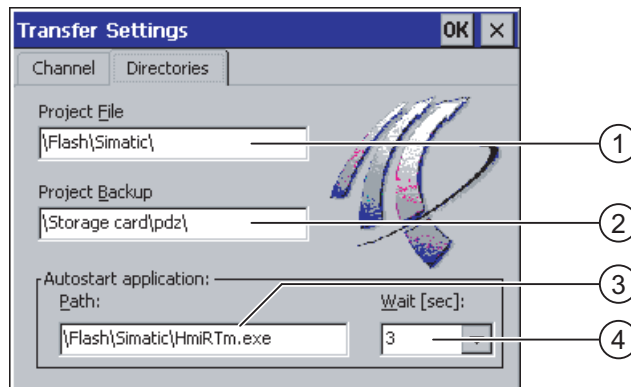 Transfer Settings OK ×
Channel Directories
Project File
\Flash\Simatic\
1
Project Backup
\Storage card\pdz\
2
Autostart application:
3
Path: Wait [sec]:
\Flash\Simatic\HmiRTm.exe 3
4